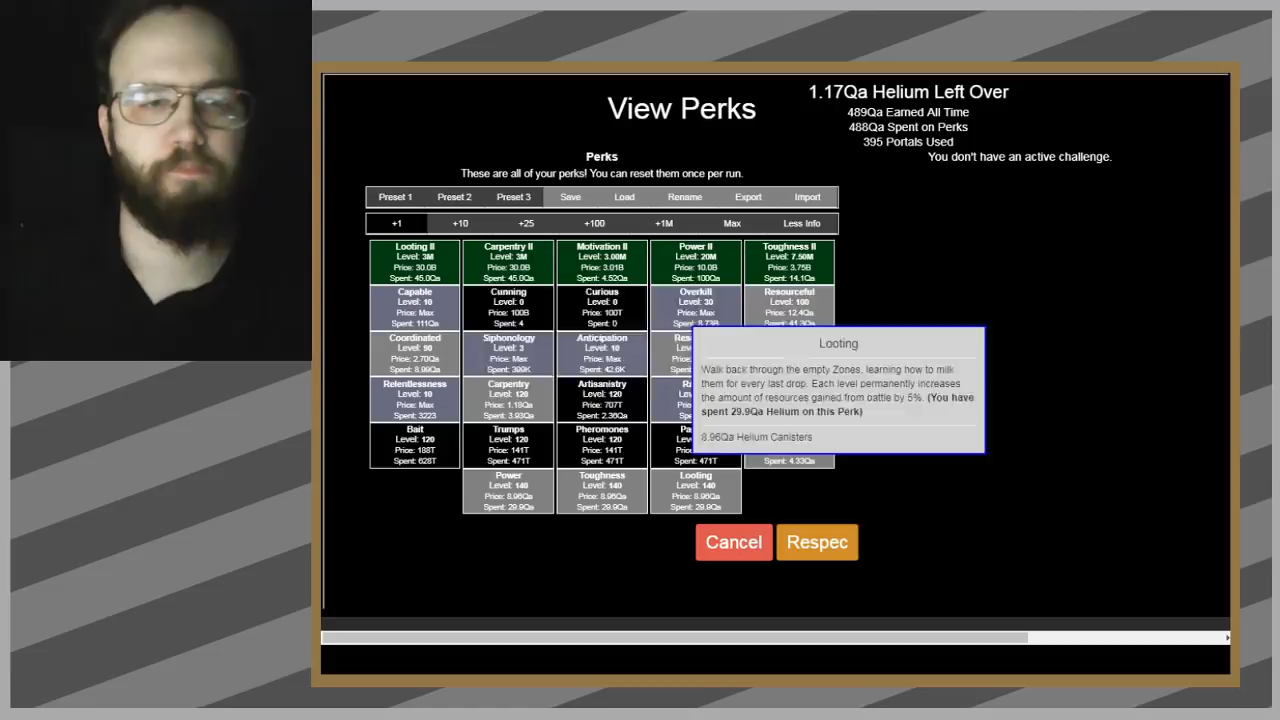 View Perks
1.17Qa Helium Left Over
489Qa Earned All Time
488Qa Spent on Perks
395 Portals Used
You don't have an active challenge.
Perks
These are all of your perks! You can reset them once per run.
Preset 1 Preset 2 Preset 3 Save Load Rename Export Import
+1 +10 +25 +100 +1M Max Less Info
Looting II Carpentry II Motivation II Power II Toughness II
Level: 3M Level: 3M Level: 3.00M Level: 20M Level: 7.50M
Price: 30.0B Price: 30.0B Price: 3.01B Price: 10.0B Price: 3.75B
Spent: 45.0Qa Spent: 45.0Qa Spent: 4.52Qa Spent: 100Qa Spent: 14.1Qa
Capable Cunning Curious Overkill Resourceful
Level: 10 Level: 0 Level: 0 Level: 30 Level: 100
Price: Max Price: 100B Price: 100T Price: Max Price: 12.4Qa
Spent: 111Qa Spent: 4 Spent: 0 Spent: 8.73B Spent: 41.3Qa
Coordinated Siphonology Anticipation
Level: 90 Level: 3 Level: 10
Price: 2.70Qa Price: Max Price: Max
Spent: 8.99Qa Spent: 399K Spent: 42.6K
Relentlessness Carpentry Artisanistry
Level: 10 Level: 120 Level: 120
Price: Max Price: 1.18Qa Price: 707T
Spent: 3223 Spent: 3.93Qa Spent: 2.36Qa
Bait Trumps Pheromones
Level: 120 Level: 120 Level: 120
Price: 188T Price: 141T Price: 141T
Spent: 628T Spent: 471T Spent: 471T Spent: 471T Spent: 4.33Qa
Power Toughness Looting
Level: 140 Level: 140 Level: 140
Price: 8.96Qa Price: 8.96Qa Price: 8.96Qa
Spent: 29.9Qa Spent: 29.9Qa Spent: 29.9Qa
Looting
Walk back through the empty Zones, learning how to milk
them for every last drop. Each level permanently increases
the amount of resources gained from battle by 5%. (You have
spent 29.9Qa Helium on this Perk)
8.96Qa Helium Canisters
Cancel Respec